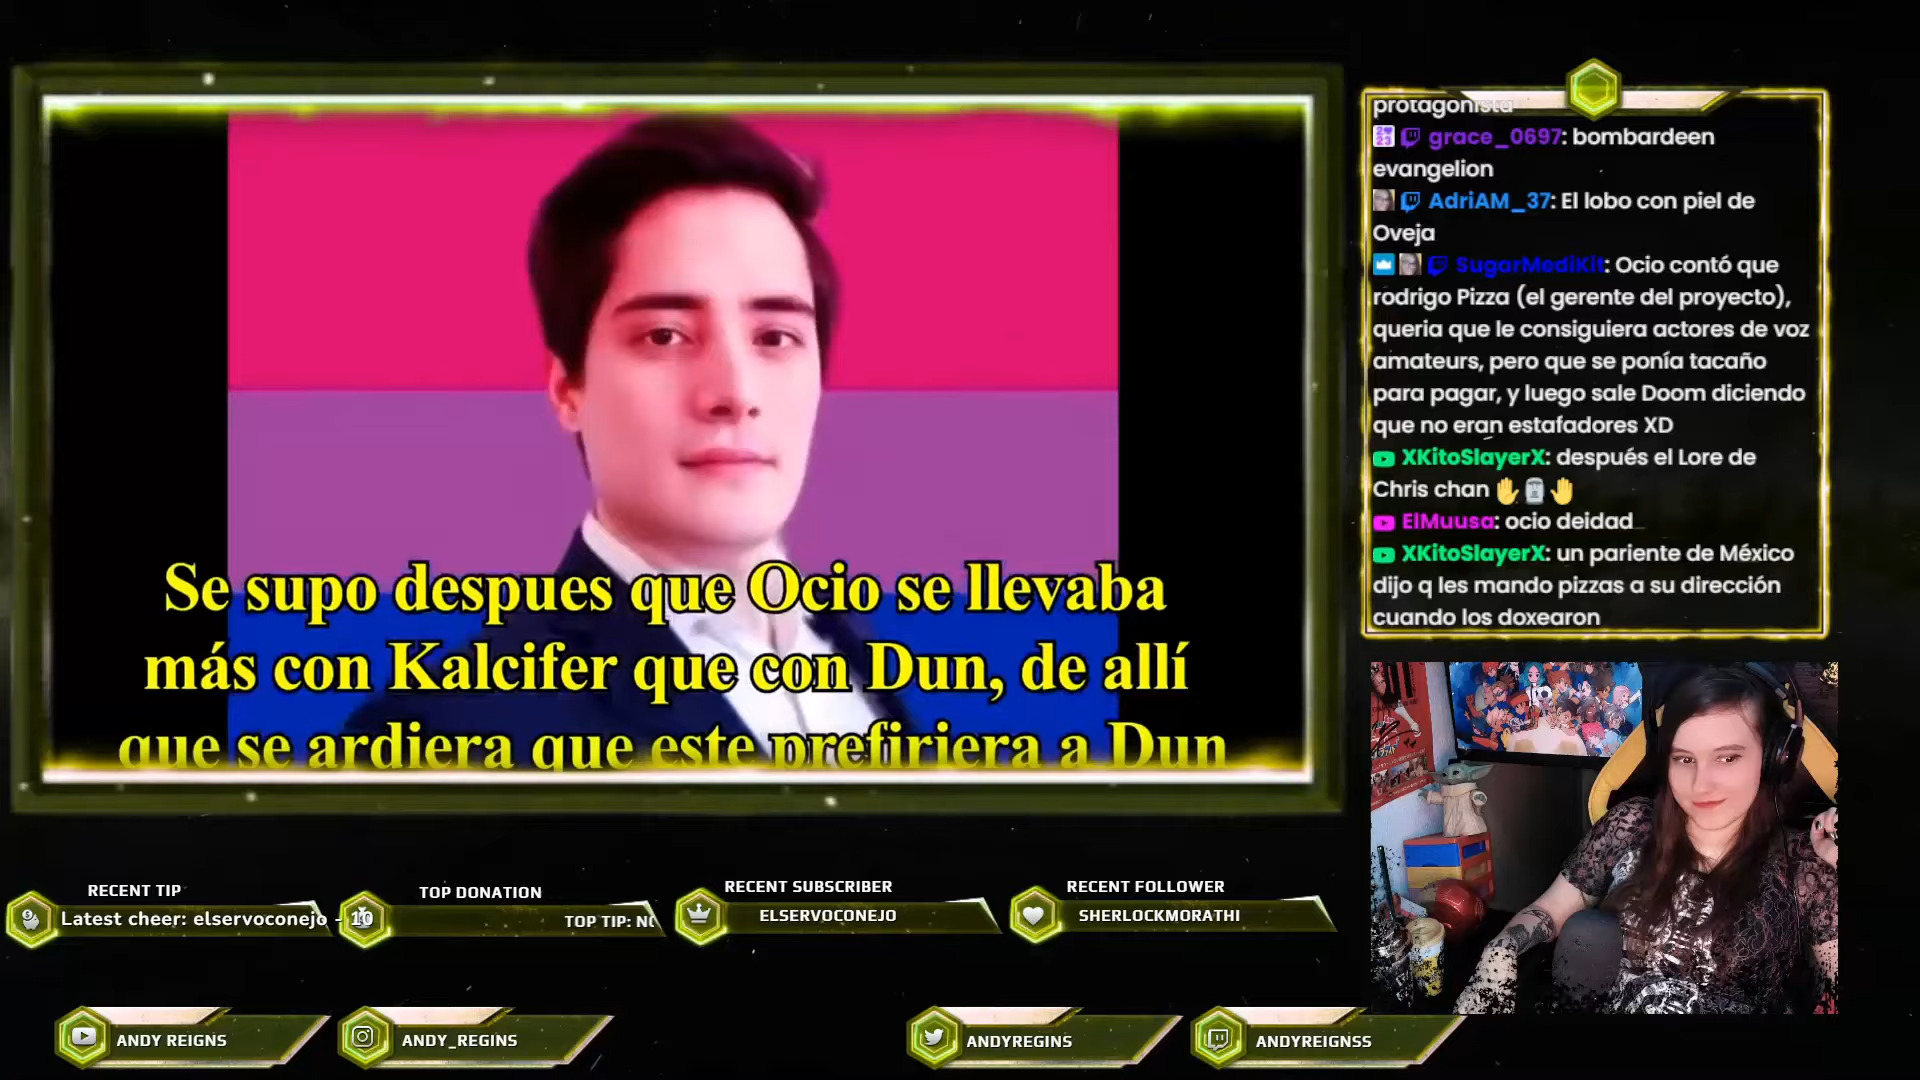 Se supo despues que Ocio se llevaba
más con Kalcifer que con Dun, de allí
que se ardiera que este prefiriera a Dun
protagonista
grace_0697: bombardeen
evangelion
AdriAM_37: El lobo con piel de
Oveja
SugarMediKit: Ocio contó que
rodrigo Pizza (el gerente del proyecto),
queria que le consiguiera actores de voz
amateurs, pero que se ponía tacaño
para pagar, y luego sale Doom diciendo
que no eran estafadores XD
XKitoSlayerX: después el Lore de
Chris chan ✋🗿🤚
ElMuusa: ocio deidad
XKitoSlayerX: un pariente de México
dijo q les mando pizzas a su dirección
cuando los doxearon
RECENT TIP
Latest cheer: elservoconejo - 10
TOP DONATION
TOP TIP:
RECENT SUBSCRIBER
ELSERVOCONEJO
RECENT FOLLOWER
SHERLOCKMORATHI
ANDY REIGNS
ANDY_REGINS
ANDYREGINS
ANDYREIGNSS